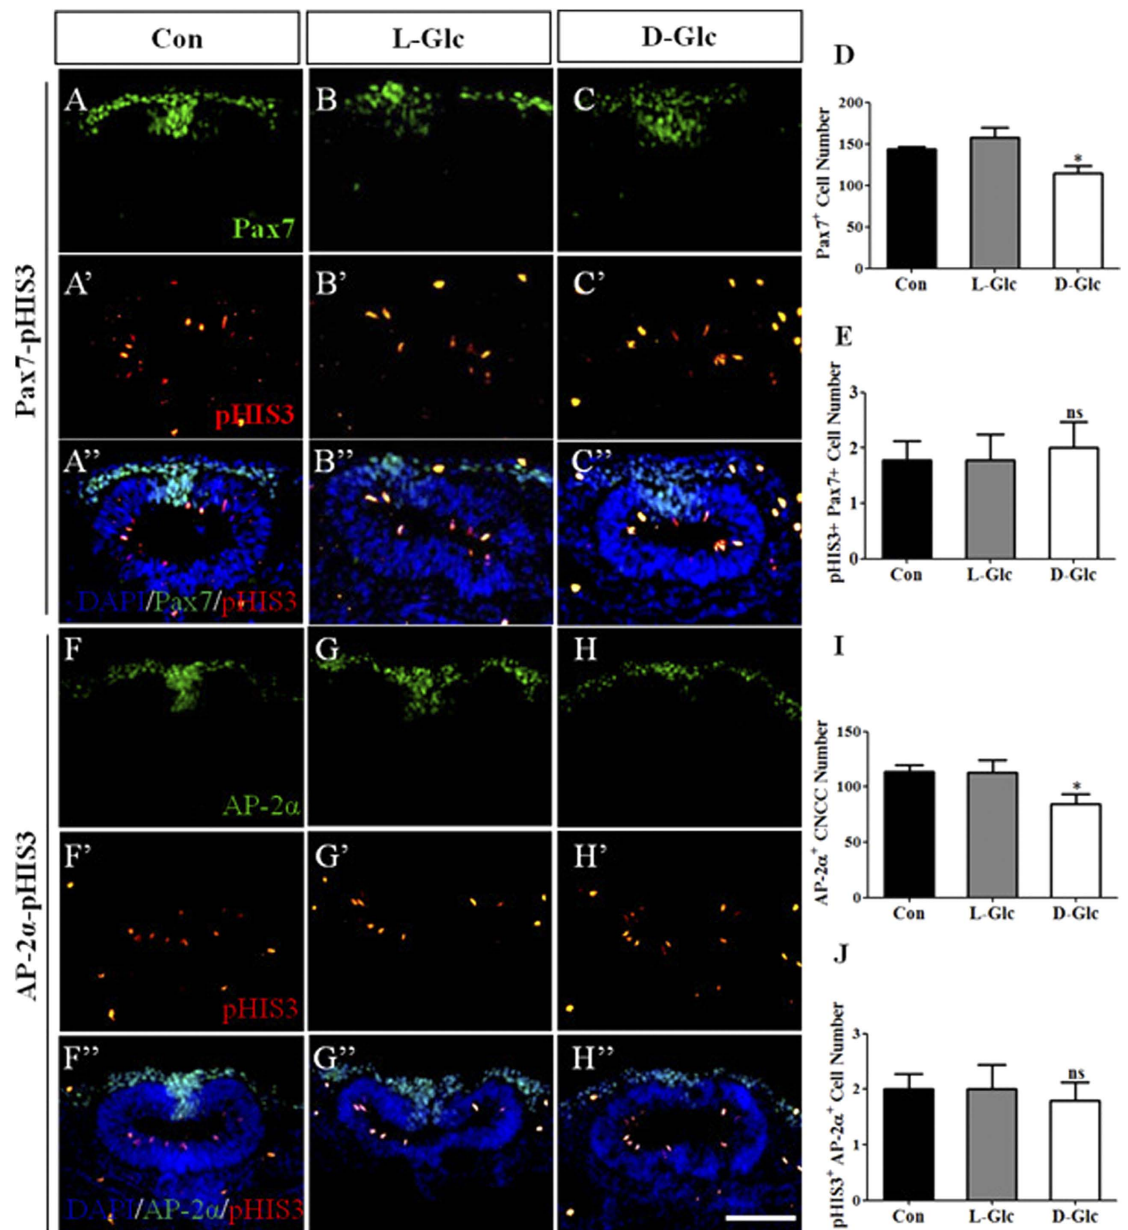 Con
L-Glc
D-Glc
Pax7-pHIS3
A
B
C
Pax7
A’
B’
C’
pHIS3
A’’
B’’
C’’
DAPI/Pax7/pHIS3
AP-2α-pHIS3
F
G
H
AP-2α
F’
G’
H’
pHIS3
F’’
G’’
H’’
DAPI/AP-2α/pHIS3
D
Pax7⁺ Cell Number
200
150
100
50
0
*
Con
L-Glc
D-Glc
E
pHIS3+ Pax7+ Cell Number
3
2
1
0
ns
Con
L-Glc
D-Glc
I
AP-2α⁺ CNCC Number
150
100
50
0
*
Con
L-Glc
D-Glc
J
pHIS3⁺ AP-2α⁺ Cell Number
3
2
1
0
ns
Con
L-Glc
D-Glc